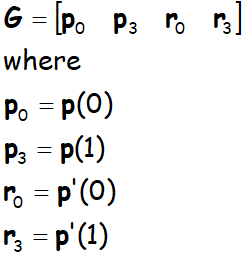 G = [p₀ p₃ r₀ r₃]
where
p₀ = p(0)
p₃ = p(1)
r₀ = p'(0)
r₃ = p'(1)